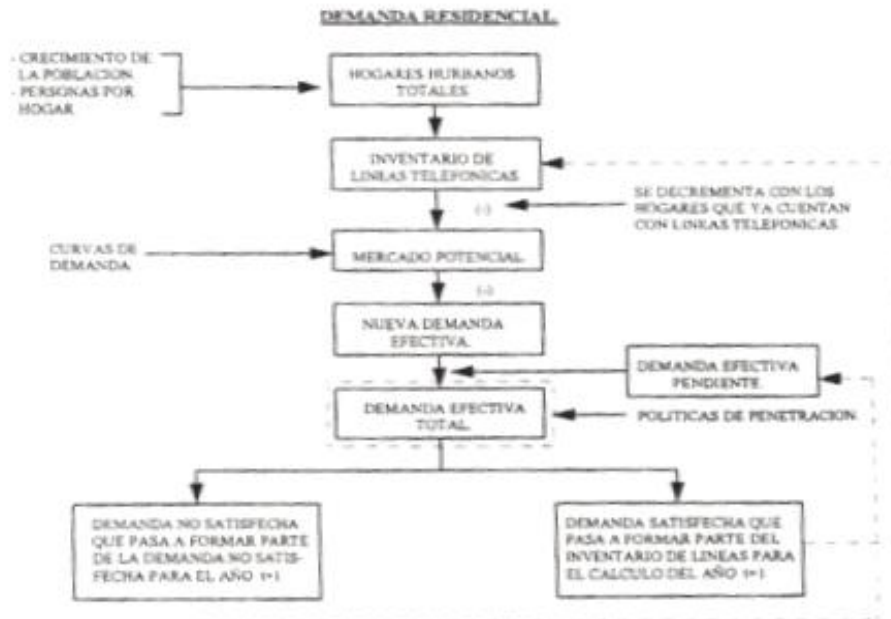 DEMANDA RESIDENCIAL
- CRECIMIENTO DE
LA POBLACION
- PERSONAS POR
HOGAR
HOGARES HURBANOS
TOTALES
INVENTARIO DE
LINEAS TELEFONICAS
(-)
SE DECREMENTA CON LOS
HOGARES QUE YA CUENTAN
CON LINEAS TELEFONICAS
CURVAS DE
DEMANDA
MERCADO POTENCIAL
NUEVA DEMANDA
EFECTIVA.
DEMANDA EFECTIVA
PENDIENTE
DEMANDA EFECTIVA
TOTAL
POLITICAS DE PENETRACION
DEMANDA NO SATISFECHA
QUE PASA A FORMAR PARTE
DE LA DEMANDA NO SATIS-
FECHA PARA EL AÑO
DEMANDA SATISFECHA QUE
PASA A FORMAR PARTE DEL
INVENTARIO DE LINEAS PARA
EL CALCULO DEL AÑO